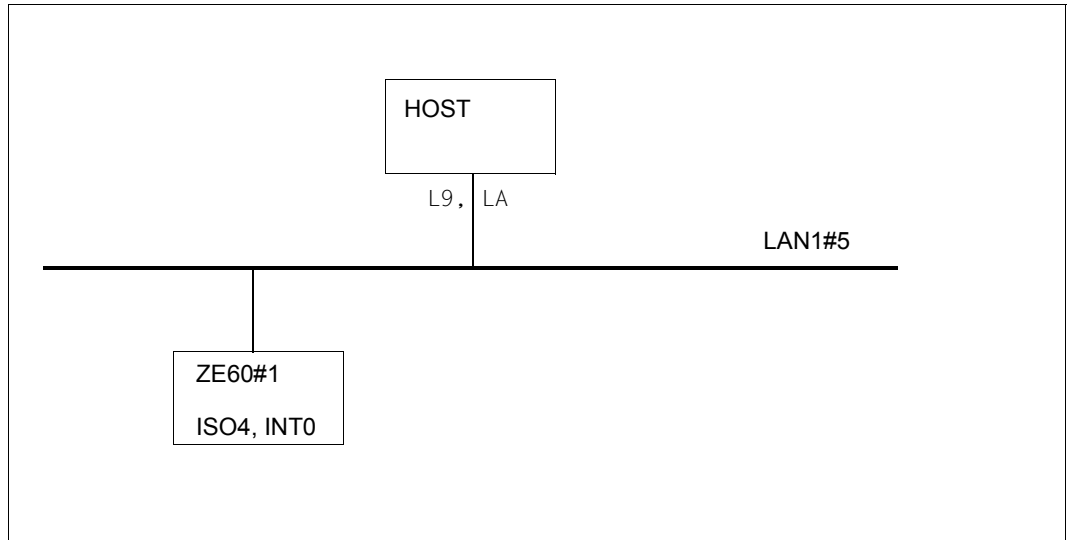 HOST
L9, LA
LAN1#5
ZE60#1
ISO4, INT0